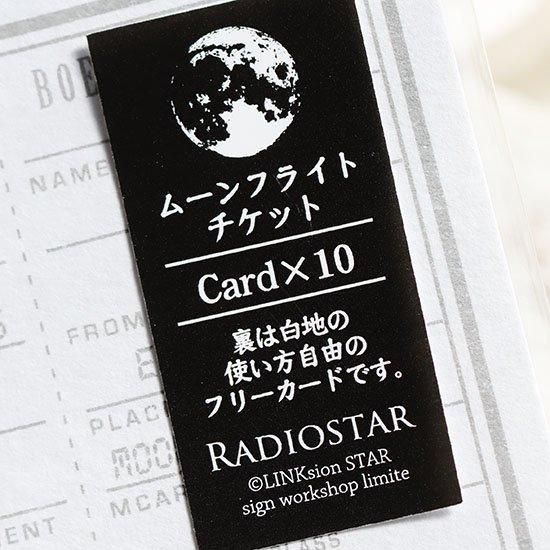 ムーンフライト
チケット
Card×10
裏は白地の
使い方自由の
フリーカードです。
RADIOSTAR
©LINKsion STAR
sign workshop limite
NAME
FROM
PLAC
MOO
MCAR
MENT